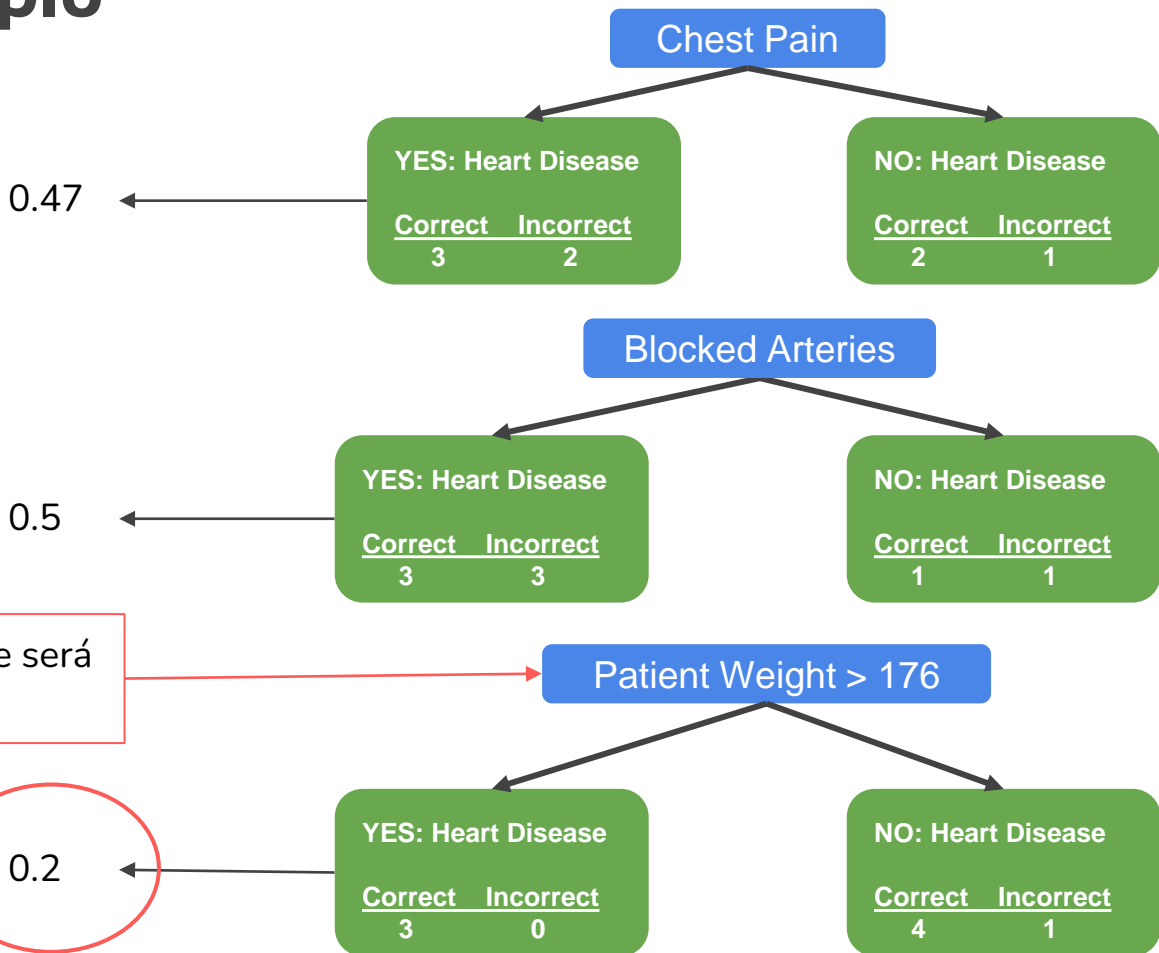 Chest Pain
YES: Heart Disease
Correct Incorrect
3 2
NO: Heart Disease
Correct Incorrect
2 1
0.47
Blocked Arteries
YES: Heart Disease
Correct Incorrect
3 3
NO: Heart Disease
Correct Incorrect
1 1
0.5
será
Patient Weight > 176
YES: Heart Disease
Correct Incorrect
3 0
NO: Heart Disease
Correct Incorrect
4 1
0.2